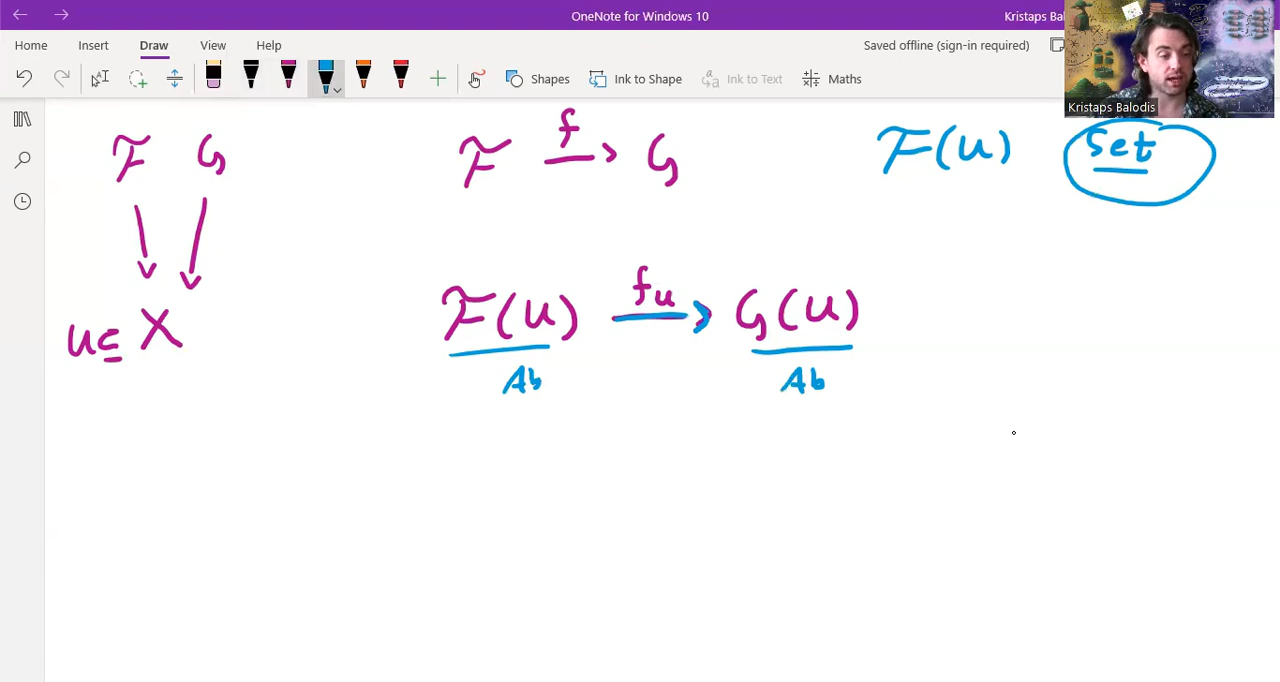 OneNote for Windows 10
Kristaps Bal
Home Insert Draw View Help
Saved offline (sign-in required)
Shapes Ink to Shape Ink to Text Maths
Kristaps Balodis
F G
F f → G
F(U) Set
U ⊆ X
F(U) f_U → G(U)
Ab Ab